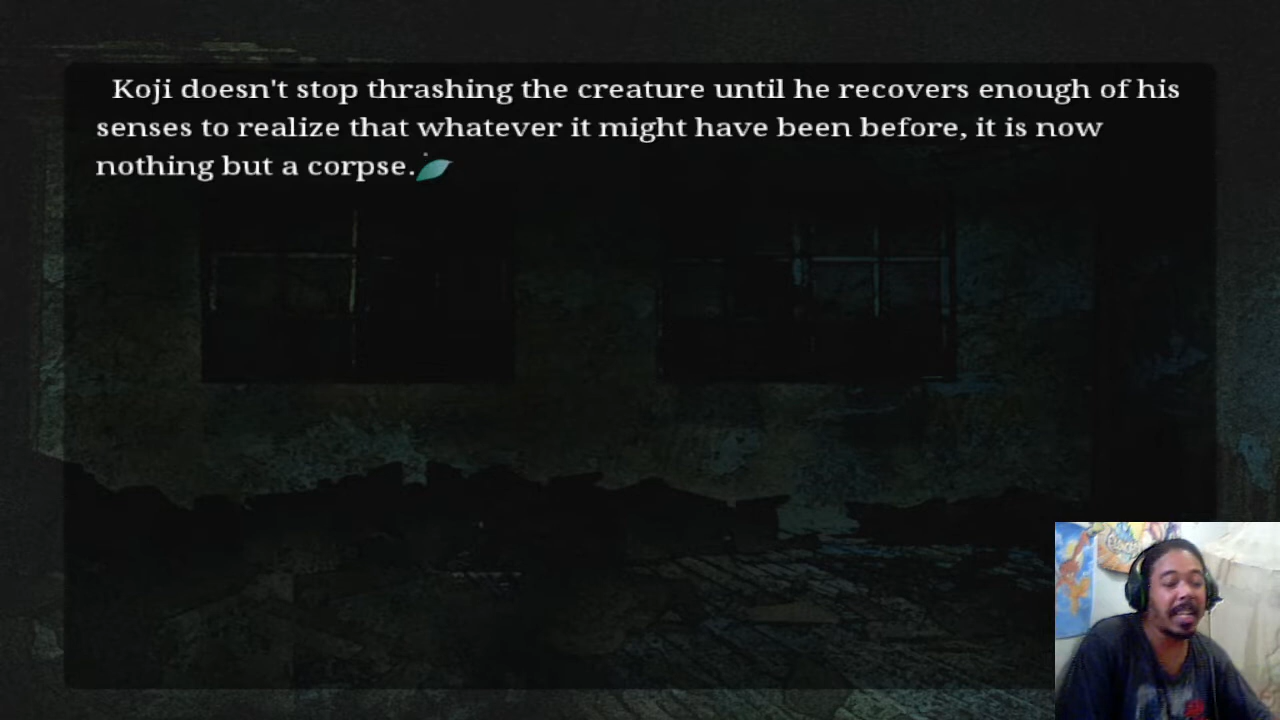 Koji doesn't stop thrashing the creature until he recovers enough of his
senses to realize that whatever it might have been before, it is now
nothing but a corpse.